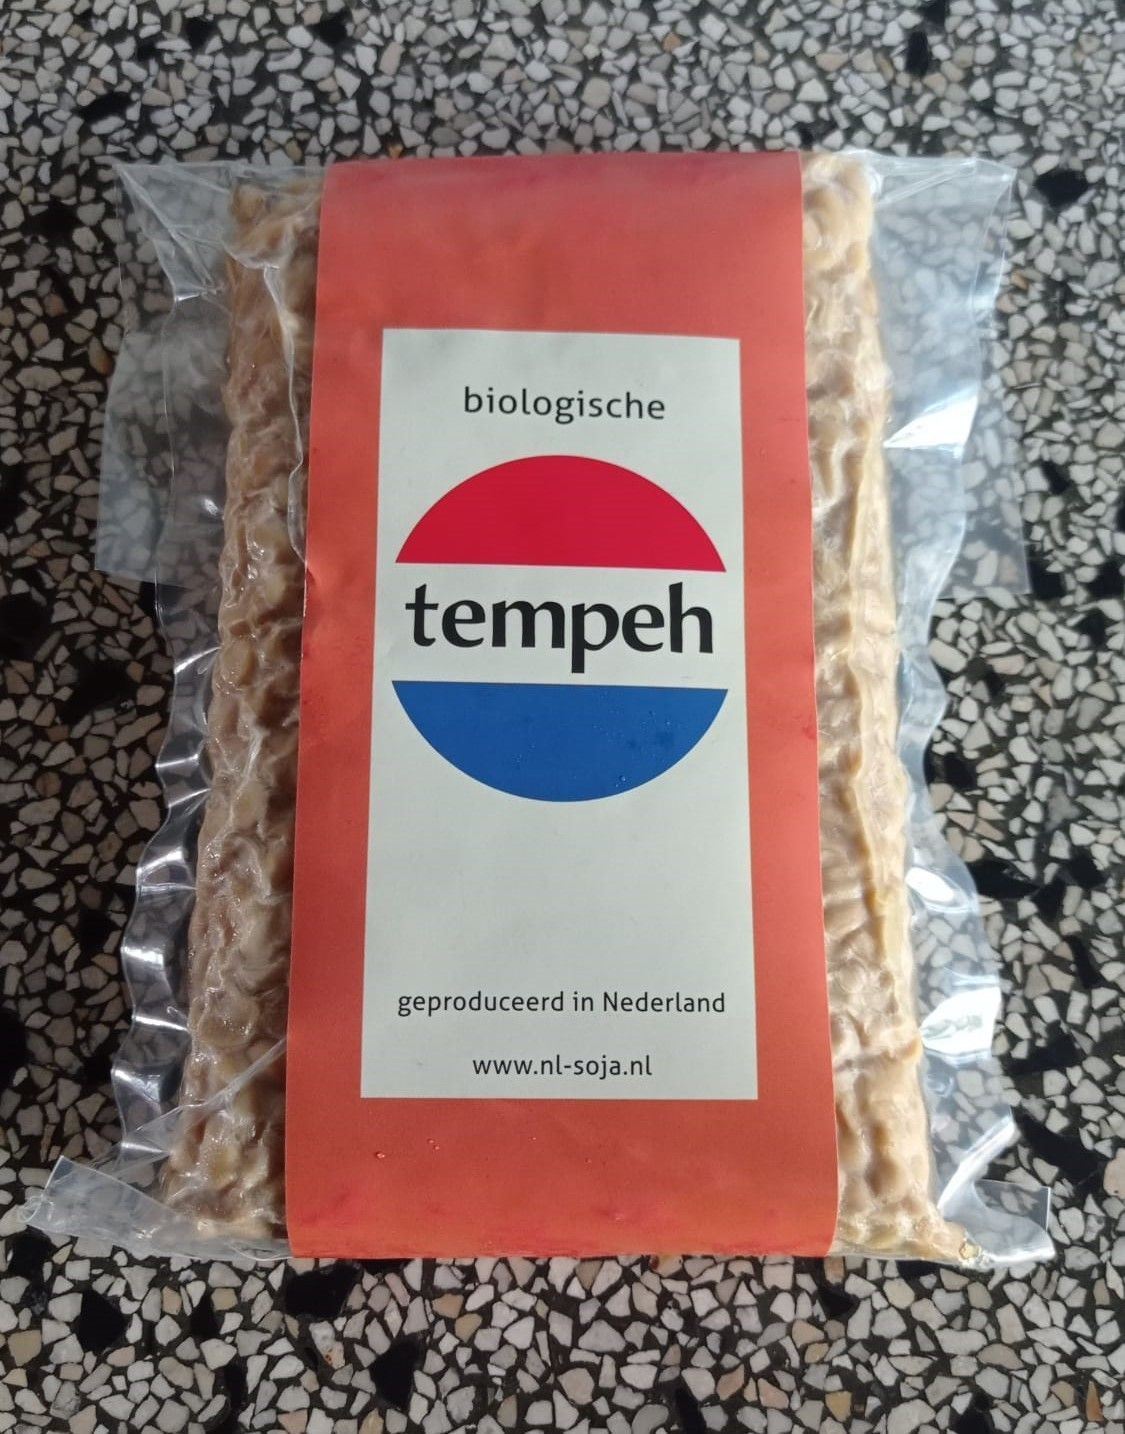 biologische
tempeh
geproduceerd in Nederland
www.nl-soja.nl